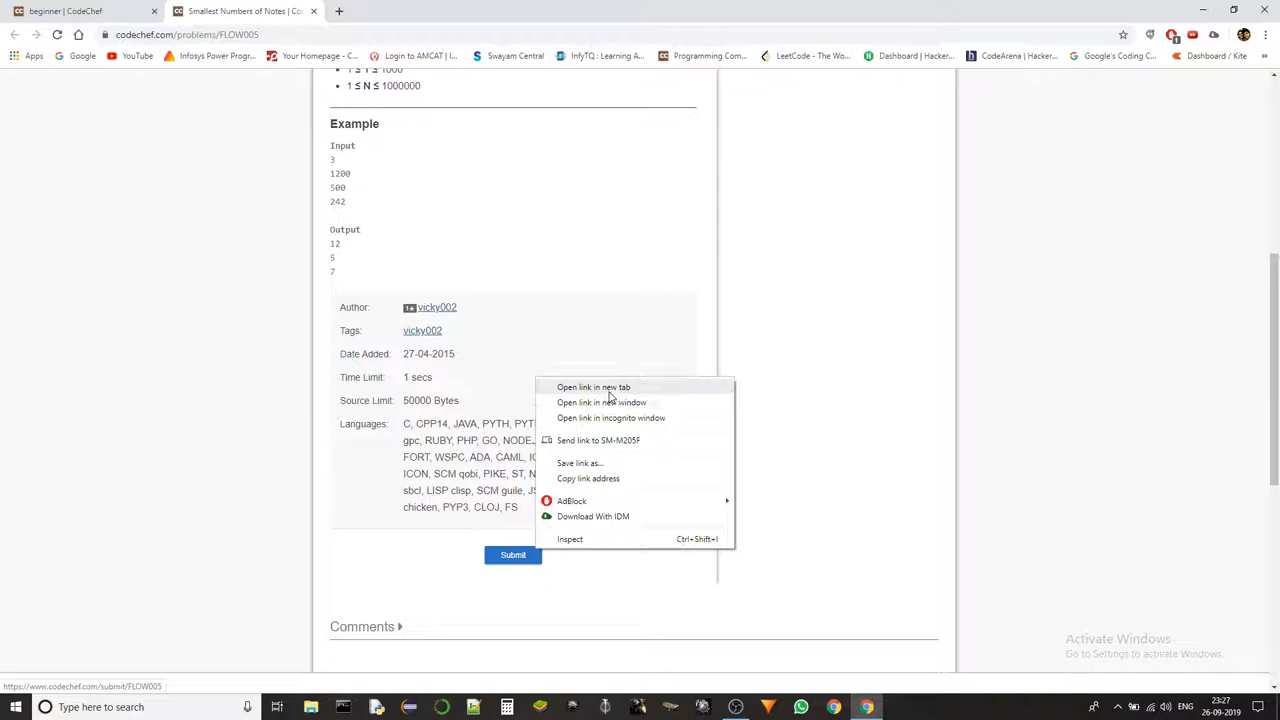 beginner | CodeChef
Smallest Numbers of Notes | Co
codechef.com/problems/FLOW005
Apps
Google
Infosys Power Progr...
Your Homepage - C...
Login to AMCAT | I...
Swayam Central
InfyTQ : Learning A...
Programming Com...
LeetCode - The Wo...
Dashboard | Hacker...
CodeArena | Hacker...
Google's Coding C...
Dashboard / Kite
1 ≤ T ≤ 1000
1 ≤ N ≤ 1000000
Example
Input
3
1200
500
242
Output
12
5
7
Author: 1★ vicky002
Tags: vicky002
Date Added: 27-04-2015
Time Limit: 1 secs
Source Limit: 50000 Bytes
Languages: C, CPP14, JAVA, PYTH, PYT
gpc, RUBY, PHP, GO, NODEJ
FORT, WSPC, ADA, CAML, IC
ICON, SCM qobi, PIKE, ST, N
sbcl, LISP clisp, SCM guile, JS
chicken, PYP3, CLOJ, FS
Open link in new tab
Open link in new window
Open link in incognito window
Send link to SM-M205F
Save link as...
Copy link address
AdBlock
Download With IDM
Inspect Ctrl+Shift+I
Submit
Comments
Activate Windows
Go to Settings to activate Windows.
https://www.codechef.com/submit/FLOW005
Type here to search
ENG
23:27
26-09-2019